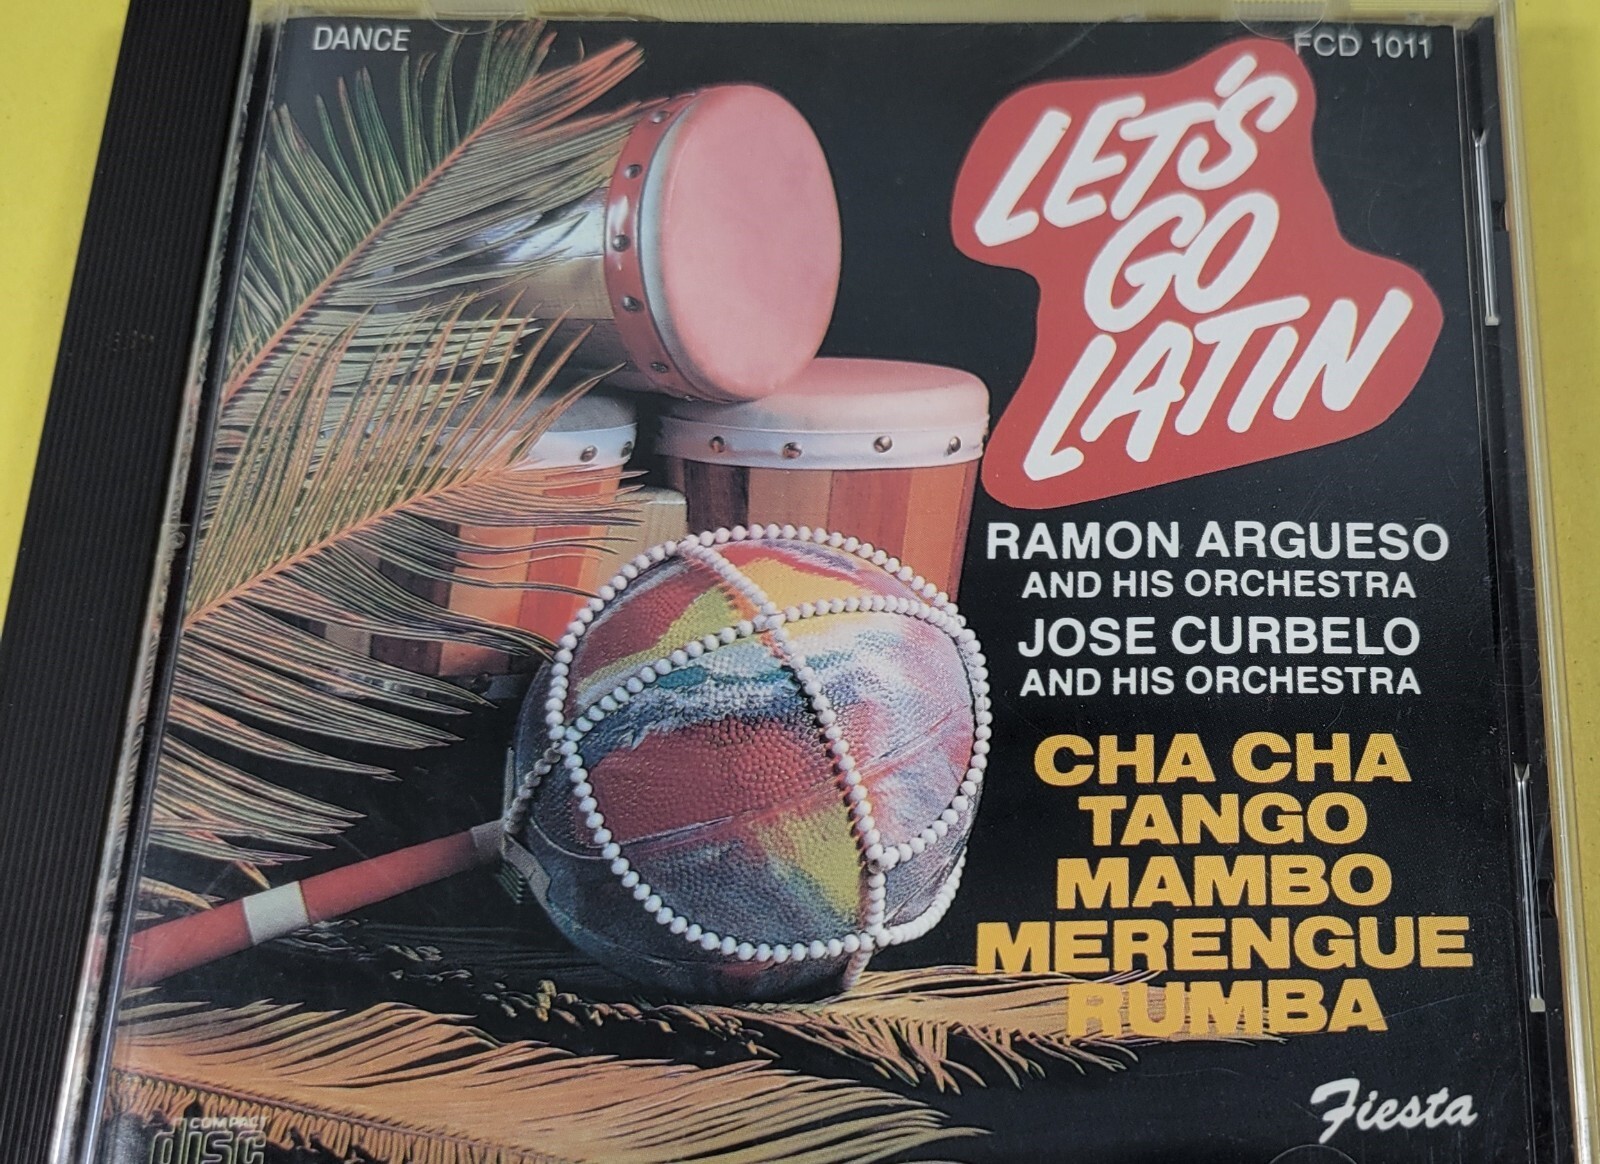 DANCE
FCD 1011
LET'S
GO
LATIN
RAMON ARGUESO
AND HIS ORCHESTRA
JOSE CURBELO
AND HIS ORCHESTRA
CHA CHA
TANGO
MAMBO
MERENGUE
RUMBA
Fiesta
COMPACT
disc